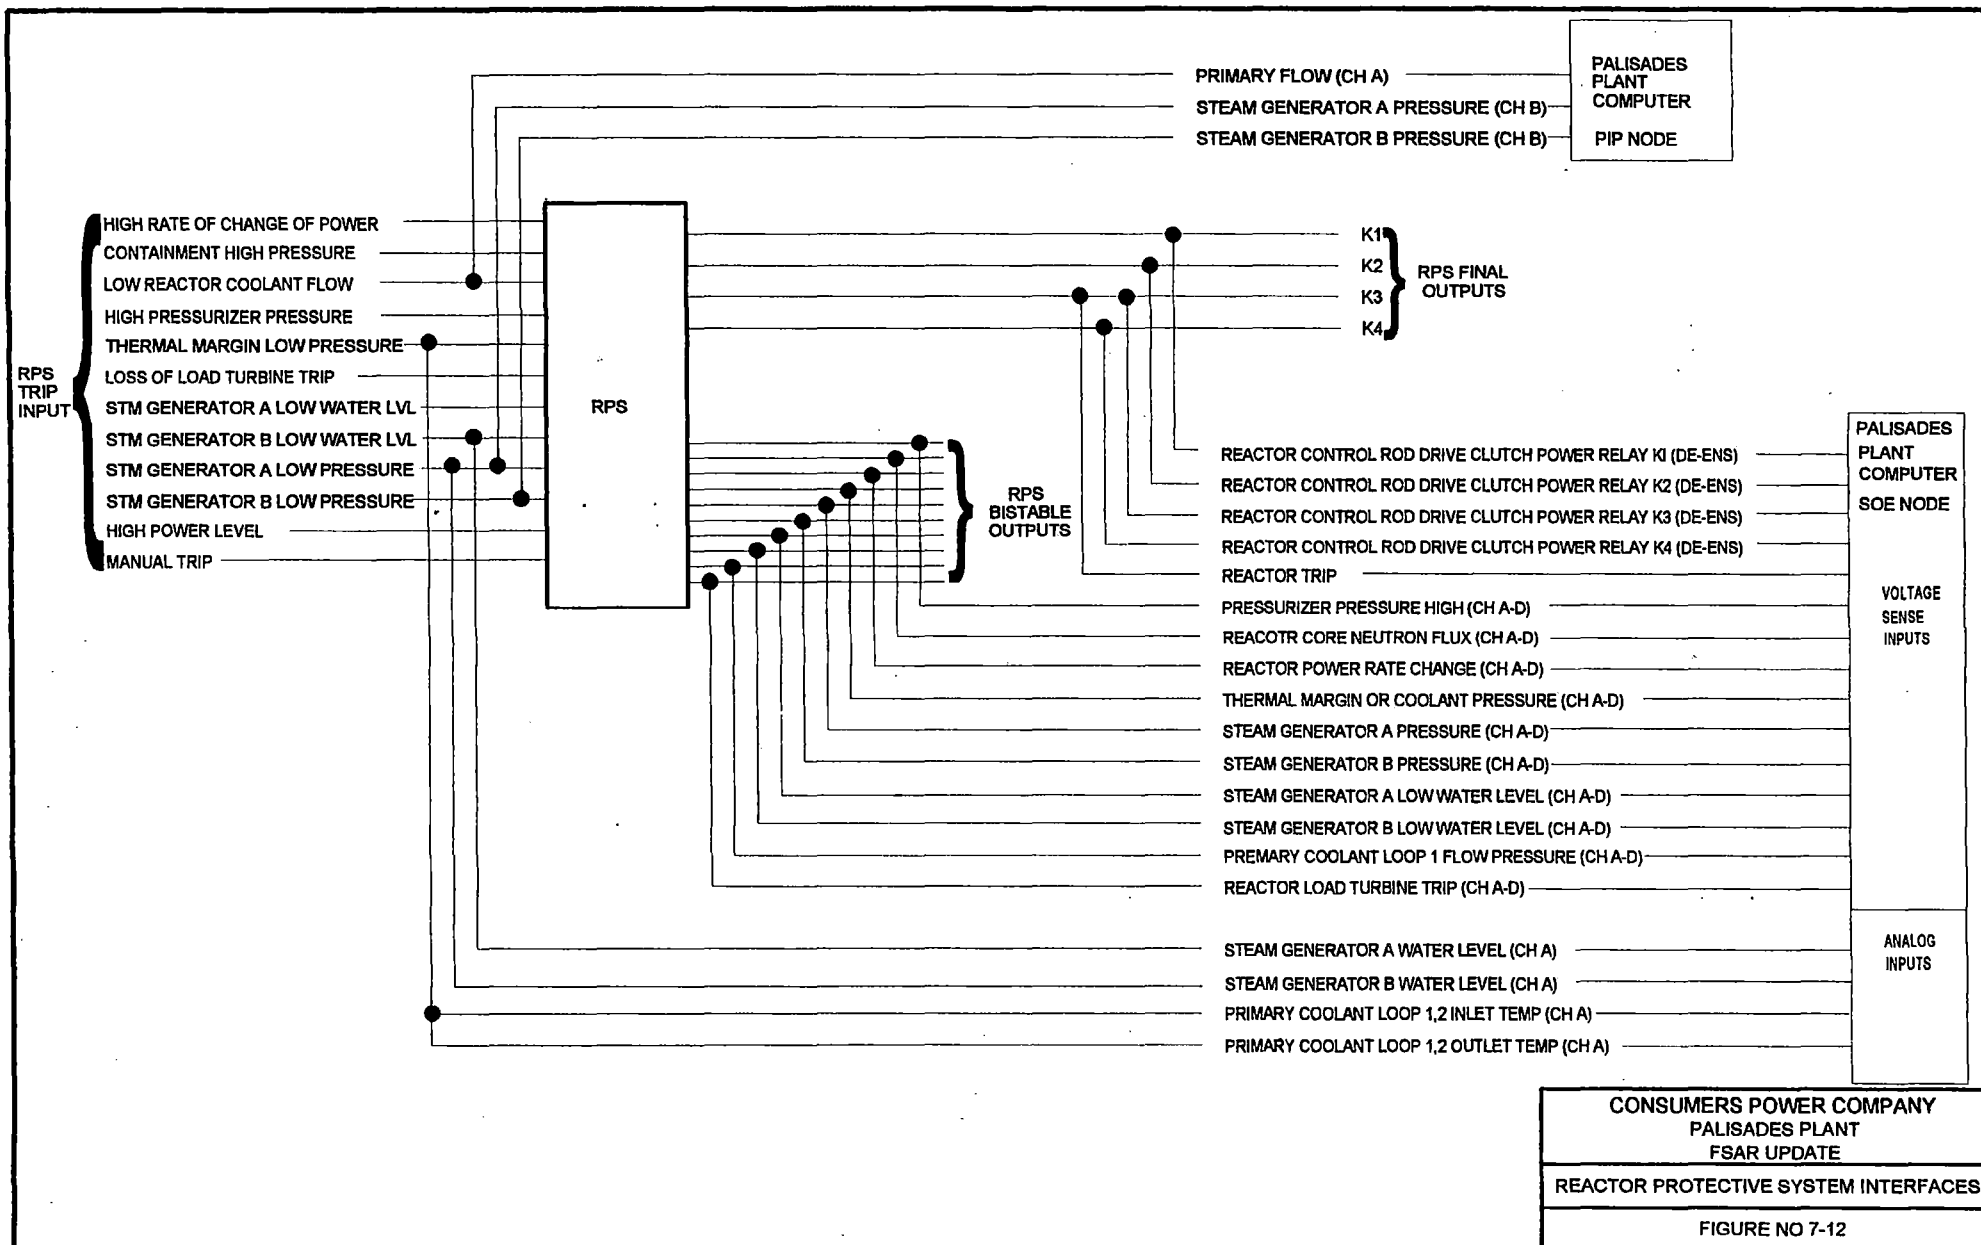 PRIMARY FLOW (CH A)
STEAM GENERATOR A PRESSURE (CH B)
STEAM GENERATOR B PRESSURE (CH B)
PALISADES
PLANT
COMPUTER
PIP NODE
RPS
TRIP
INPUT
HIGH RATE OF CHANGE OF POWER
CONTAINMENT HIGH PRESSURE
LOW REACTOR COOLANT FLOW
HIGH PRESSURIZER PRESSURE
THERMAL MARGIN LOW PRESSURE
LOSS OF LOAD TURBINE TRIP
STM GENERATOR A LOW WATER LVL
STM GENERATOR B LOW WATER LVL
STM GENERATOR A LOW PRESSURE
STM GENERATOR B LOW PRESSURE
HIGH POWER LEVEL
MANUAL TRIP
RPS
K1
K2
K3
K4
RPS FINAL
OUTPUTS
RPS
BISTABLE
OUTPUTS
REACTOR CONTROL ROD DRIVE CLUTCH POWER RELAY KI (DE-ENS)
REACTOR CONTROL ROD DRIVE CLUTCH POWER RELAY K2 (DE-ENS)
REACTOR CONTROL ROD DRIVE CLUTCH POWER RELAY K3 (DE-ENS)
REACTOR CONTROL ROD DRIVE CLUTCH POWER RELAY K4 (DE-ENS)
REACTOR TRIP
PRESSURIZER PRESSURE HIGH (CH A-D)
REACOTR CORE NEUTRON FLUX (CH A-D)
REACTOR POWER RATE CHANGE (CH A-D)
THERMAL MARGIN OR COOLANT PRESSURE (CH A-D)
STEAM GENERATOR A PRESSURE (CH A-D)
STEAM GENERATOR B PRESSURE (CH A-D)
STEAM GENERATOR A LOW WATER LEVEL (CH A-D)
STEAM GENERATOR B LOW WATER LEVEL (CH A-D)
PREMARY COOLANT LOOP 1 FLOW PRESSURE (CH A-D)
REACTOR LOAD TURBINE TRIP (CH A-D)
STEAM GENERATOR A WATER LEVEL (CH A)
STEAM GENERATOR B WATER LEVEL (CH A)
PRIMARY COOLANT LOOP 1,2 INLET TEMP (CH A)
PRIMARY COOLANT LOOP 1,2 OUTLET TEMP (CH A)
PALISADES
PLANT
COMPUTER
SOE NODE
VOLTAGE
SENSE
INPUTS
ANALOG
INPUTS
CONSUMERS POWER COMPANY
PALISADES PLANT
FSAR UPDATE
REACTOR PROTECTIVE SYSTEM INTERFACES
FIGURE NO 7-12